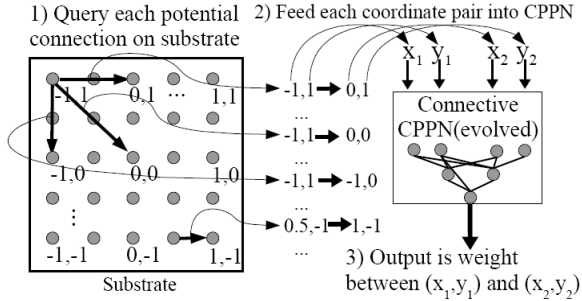 1) Query each potential
connection on substrate
-1,1 0,1 ... 1,1
-1,0 0,0 1,0
⋮
-1,-1 0,-1 1,-1
Substrate
2) Feed each coordinate pair into CPPN
x1 y1 x2 y2
-1,1 0,1
...
-1,1 0,0
...
-1,1 -1,0
...
0.5,-1 1,-1
...
Connective
CPPN(evolved)
3) Output is weight
between (x1,y1) and (x2,y2)